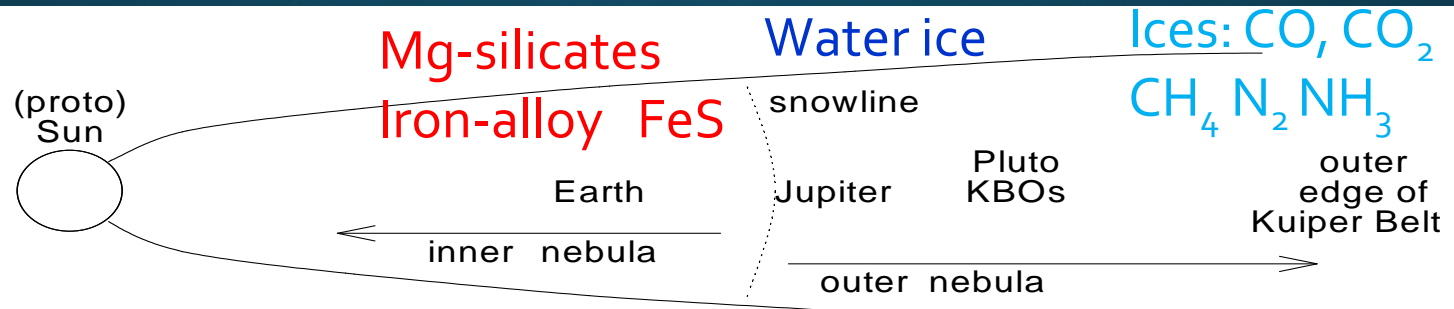 Mg-silicates
Water ice
Ices: CO, CO₂
(proto)
Sun
Iron-alloy FeS
snowline
CH₄ N₂ NH₃
Earth
Jupiter
Pluto
KBOs
outer
edge of
Kuiper Belt
inner nebula
outer nebula